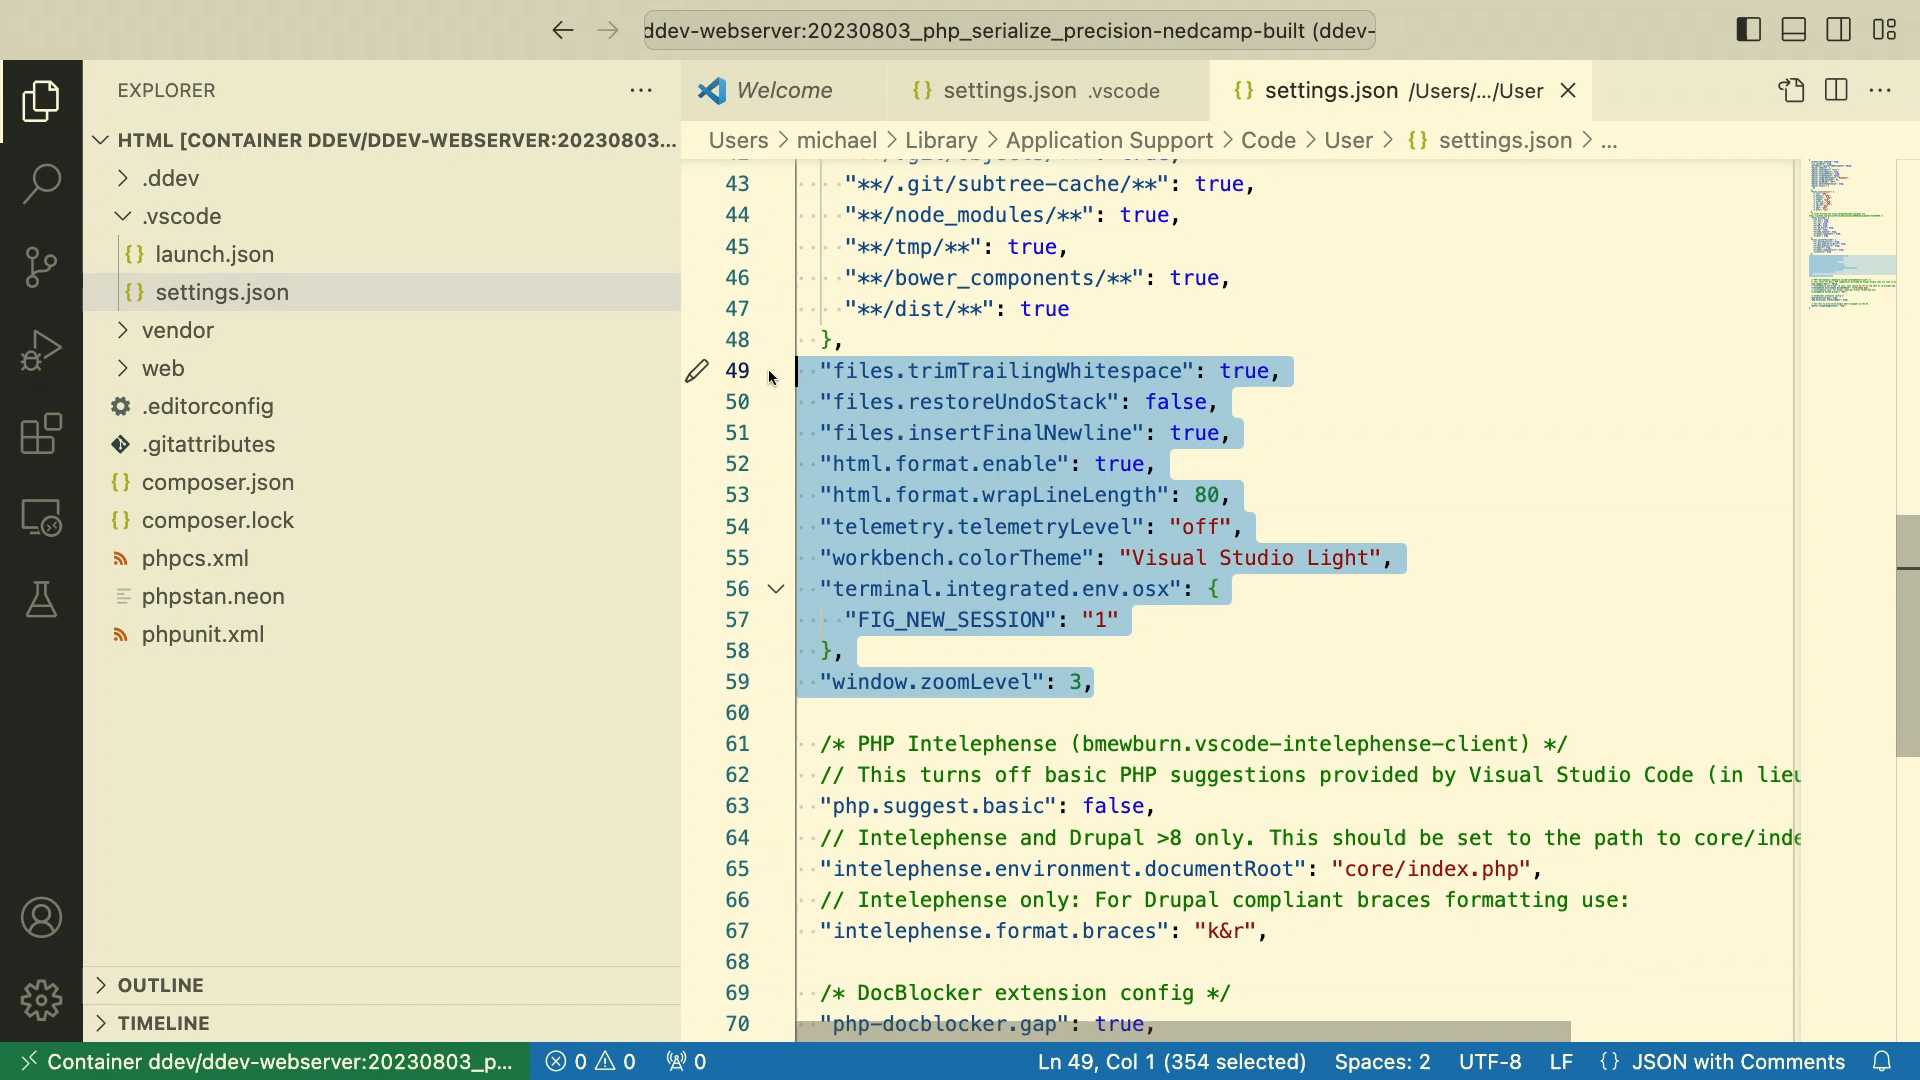 ddev-webserver:20230803_php_serialize_precision-nedcamp-built (ddev-
EXPLORER
HTML [CONTAINER DDEV/DDEV-WEBSERVER:20230803...
.ddev
.vscode
launch.json
settings.json
vendor
web
.editorconfig
.gitattributes
composer.json
composer.lock
phpcs.xml
phpstan.neon
phpunit.xml
OUTLINE
TIMELINE
Welcome
settings.json .vscode
settings.json /Users/.../User
Users > michael > Library > Application Support > Code > User > {} settings.json > ...
43 "**/.git/subtree-cache/**": true,
44 "**/node_modules/**": true,
45 "**/tmp/**": true,
46 "**/bower_components/**": true,
47 "**/dist/**": true
48 },
49 "files.trimTrailingWhitespace": true,
50 "files.restoreUndoStack": false,
51 "files.insertFinalNewline": true,
52 "html.format.enable": true,
53 "html.format.wrapLineLength": 80,
54 "telemetry.telemetryLevel": "off",
55 "workbench.colorTheme": "Visual Studio Light",
56 "terminal.integrated.env.osx": {
57 "FIG_NEW_SESSION": "1"
58 },
59 "window.zoomLevel": 3,
60
61 /* PHP Intelephense (bmewburn.vscode-intelephense-client) */
62 // This turns off basic PHP suggestions provided by Visual Studio Code (in lieu
63 "php.suggest.basic": false,
64 // Intelephense and Drupal >8 only. This should be set to the path to core/inde
65 "intelephense.environment.documentRoot": "core/index.php",
66 // Intelephense only: For Drupal compliant braces formatting use:
67 "intelephense.format.braces": "k&r",
68
69 /* DocBlocker extension config */
70 "php-docblocker.gap": true,
Container ddev/ddev-webserver:20230803_p... 0 0 0 Ln 49, Col 1 (354 selected) Spaces: 2 UTF-8 LF {} JSON with Comments